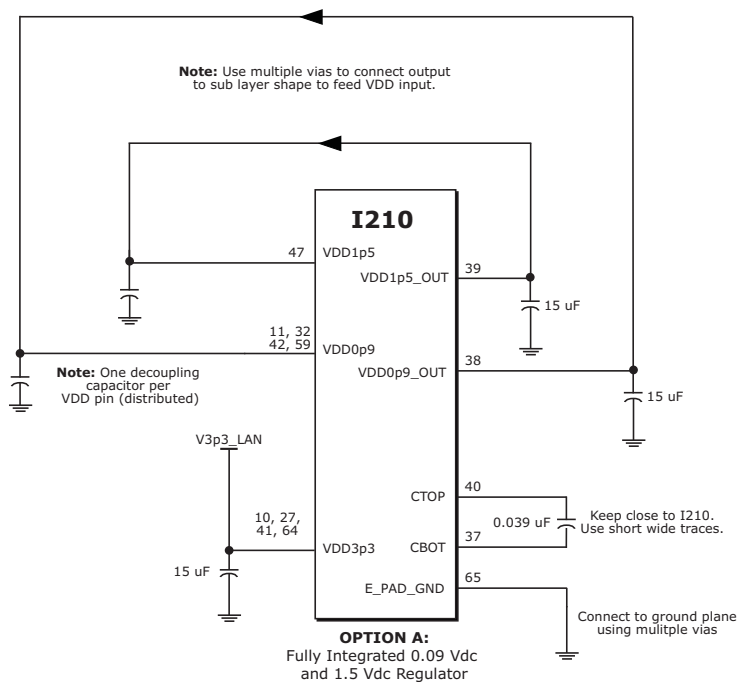 Note: Use multiple vias to connect output
to sub layer shape to feed VDD input.
I210
47
VDD1p5
VDD1p5_OUT
39
15 uF
11, 32
42, 59
VDD0p9
38
VDD0p9_OUT
Note: One decoupling
capacitor per
VDD pin (distributed)
15 uF
V3p3_LAN
40
CTOP
0.039 uF
Keep close to I210.
Use short wide traces.
10, 27,
41, 64
VDD3p3
37
CBOT
15 uF
65
E_PAD_GND
Connect to ground plane
using mulitple vias
OPTION A:
Fully Integrated 0.09 Vdc
and 1.5 Vdc Regulator